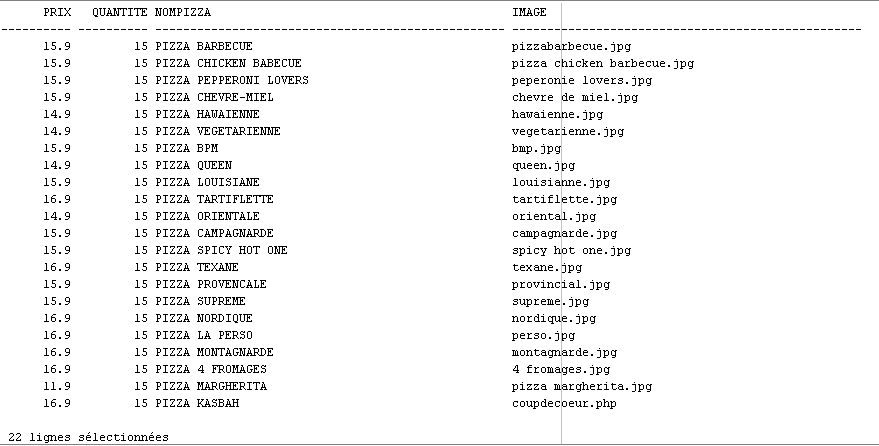 PRIX QUANTITE NOMPIZZA IMAGE
---------- ---------- -------------------------------------------------- --------------------------------------------------
15.9 15 PIZZA BARBECUE pizzabarbecue.jpg
15.9 15 PIZZA CHICKEN BABECUE pizza chicken barbecue.jpg
15.9 15 PIZZA PEPPERONI LOVERS peperonie lovers.jpg
15.9 15 PIZZA CHEVRE-MIEL chevre de miel.jpg
14.9 15 PIZZA HAWAIENNE hawaienne.jpg
14.9 15 PIZZA VEGETARIENNE vegetarienne.jpg
15.9 15 PIZZA BPM bmp.jpg
14.9 15 PIZZA QUEEN queen.jpg
15.9 15 PIZZA LOUISIANE louisianne.jpg
16.9 15 PIZZA TARTIFLETTE tartiflette.jpg
14.9 15 PIZZA ORIENTALE oriental.jpg
15.9 15 PIZZA CAMPAGNARDE campagnarde.jpg
15.9 15 PIZZA SPICY HOT ONE spicy hot one.jpg
16.9 15 PIZZA TEXANE texane.jpg
15.9 15 PIZZA PROVENCALE provincial.jpg
15.9 15 PIZZA SUPREME supreme.jpg
16.9 15 PIZZA NORDIQUE nordique.jpg
16.9 15 PIZZA LA PERSO perso.jpg
16.9 15 PIZZA MONTAGNARDE montagnarde.jpg
16.9 15 PIZZA 4 FROMAGES 4 fromages.jpg
11.9 15 PIZZA MARGHERITA pizza margherita.jpg
16.9 15 PIZZA KASBAH coupdecoeur.php
22 lignes sélectionnées